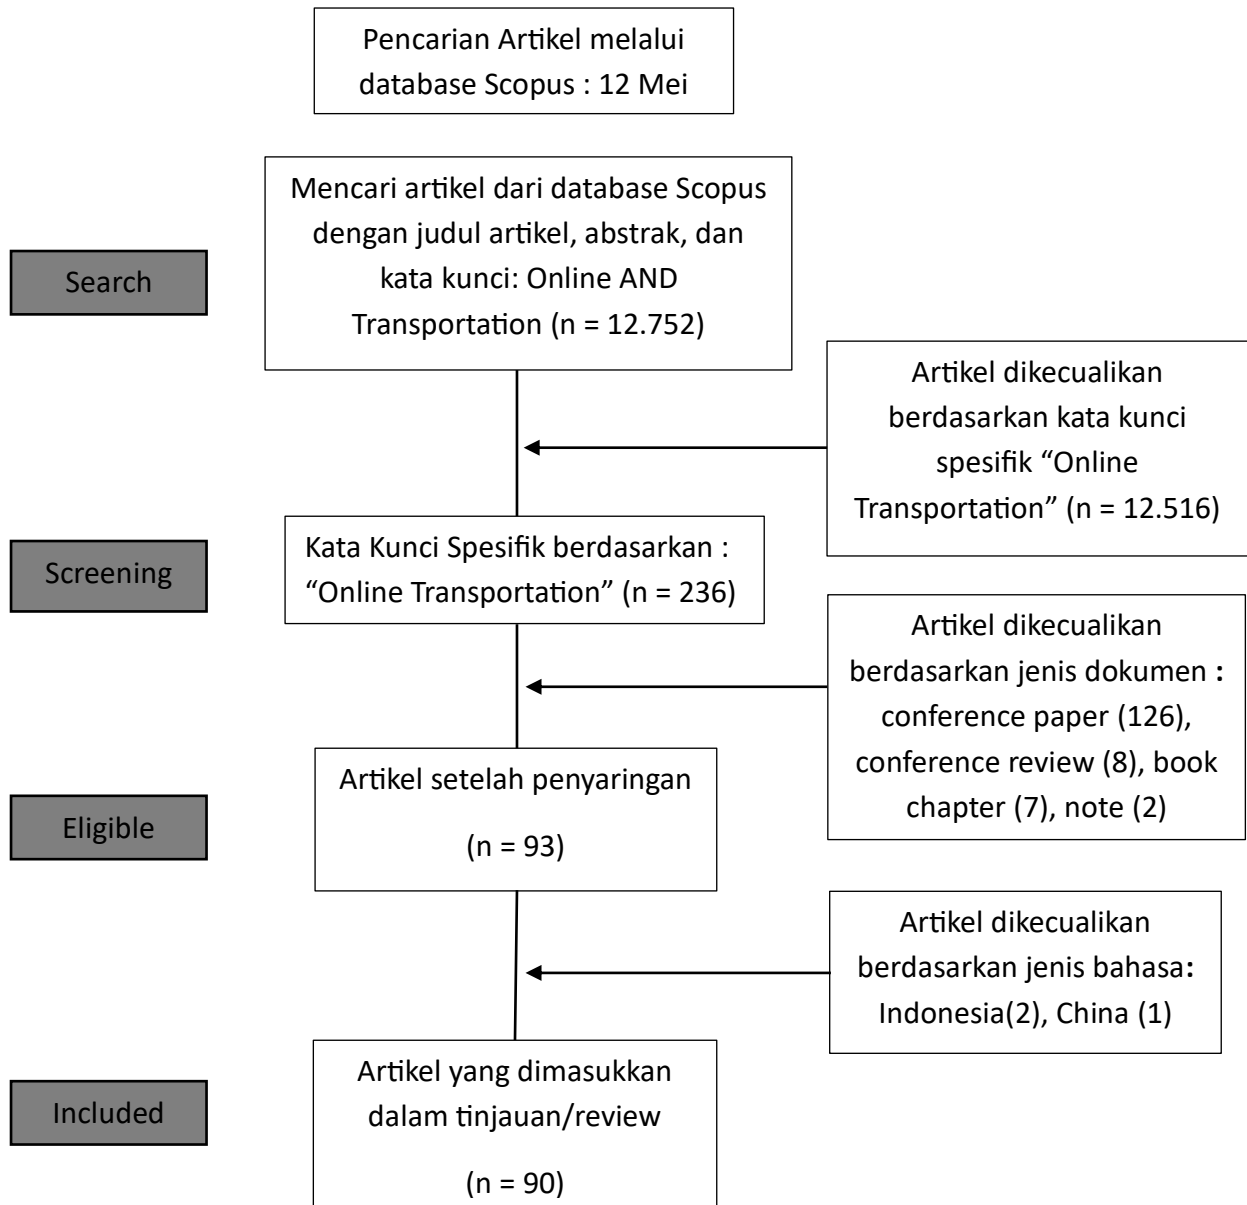 Pencarian Artikel melalui
database Scopus : 12 Mei
Mencari artikel dari database Scopus
dengan judul artikel, abstrak, dan
kata kunci: Online AND
Transportation (n = 12.752)
Search
Artikel dikecualikan
berdasarkan kata kunci
spesifik “Online
Transportation” (n = 12.516)
Kata Kunci Spesifik berdasarkan :
“Online Transportation” (n = 236)
Screening
Artikel dikecualikan
berdasarkan jenis dokumen :
conference paper (126),
conference review (8), book
chapter (7), note (2)
Artikel setelah penyaringan
(n = 93)
Eligible
Artikel dikecualikan
berdasarkan jenis bahasa:
Indonesia(2), China (1)
Artikel yang dimasukkan
dalam tinjauan/review
(n = 90)
Included